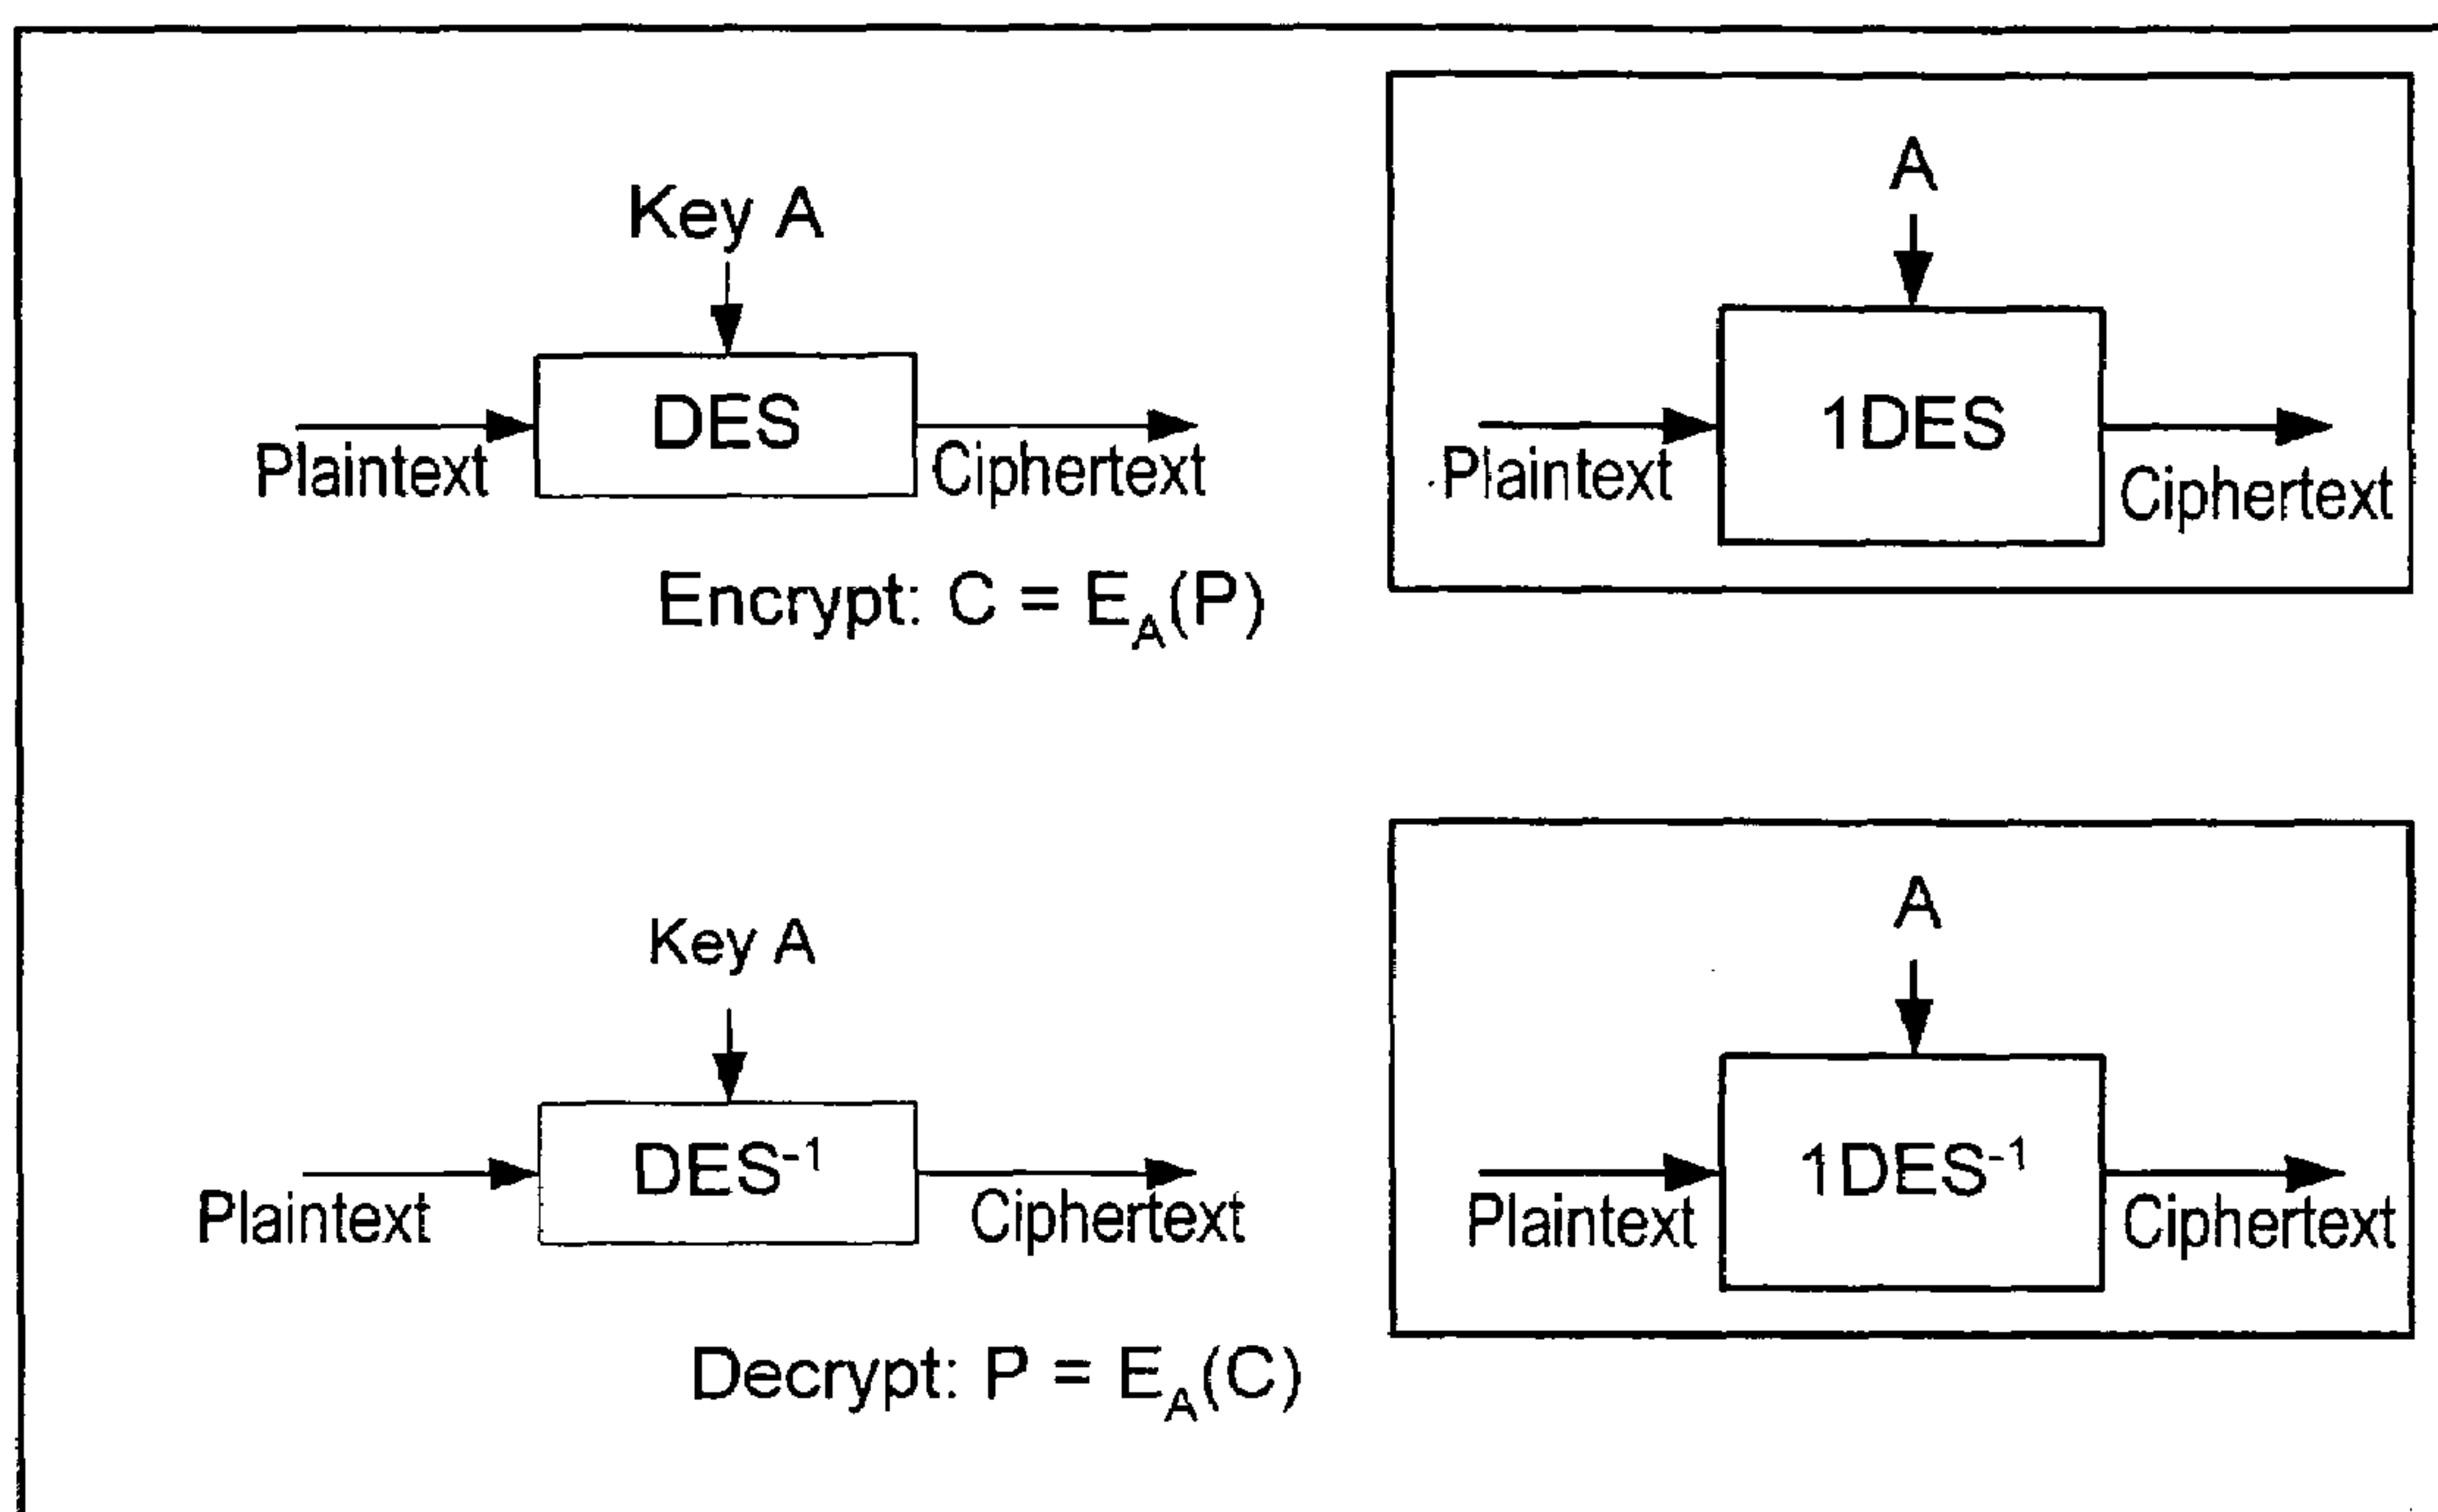 Key A
DES
Plaintext
Ciphertext
Encrypt: C = E_A(P)
A
1DES
Plaintext
Ciphertext
Key A
DES⁻¹
Plaintext
Ciphertext
Decrypt: P = E_A(C)
A
1DES⁻¹
Plaintext
Ciphertext